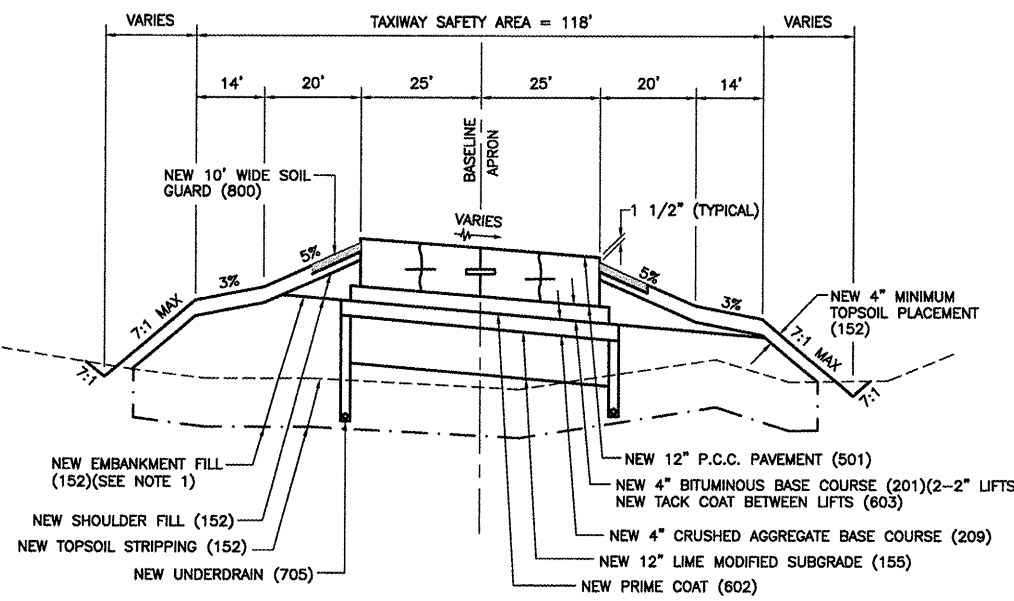 VARIES
TAXIWAY SAFETY AREA = 118'
VARIES
14'
20'
25'
25'
20'
14'
BASELINE
APRON
NEW 10' WIDE SOIL
GUARD (800)
VARIES
1 1/2" (TYPICAL)
5%
5%
3%
3%
7:1 MAX
7:1
7:1 MAX
7:1
NEW 4" MINIMUM
TOPSOIL PLACEMENT
(152)
NEW EMBANKMENT FILL
(152)(SEE NOTE 1)
NEW SHOULDER FILL (152)
NEW TOPSOIL STRIPPING (152)
NEW UNDERDRAIN (705)
NEW 12" P.C.C. PAVEMENT (501)
NEW 4" BITUMINOUS BASE COURSE (201)(2-2" LIFTS
NEW TACK COAT BETWEEN LIFTS (603)
NEW 4" CRUSHED AGGREGATE BASE COURSE (209)
NEW 12" LIME MODIFIED SUBGRADE (155)
NEW PRIME COAT (602)